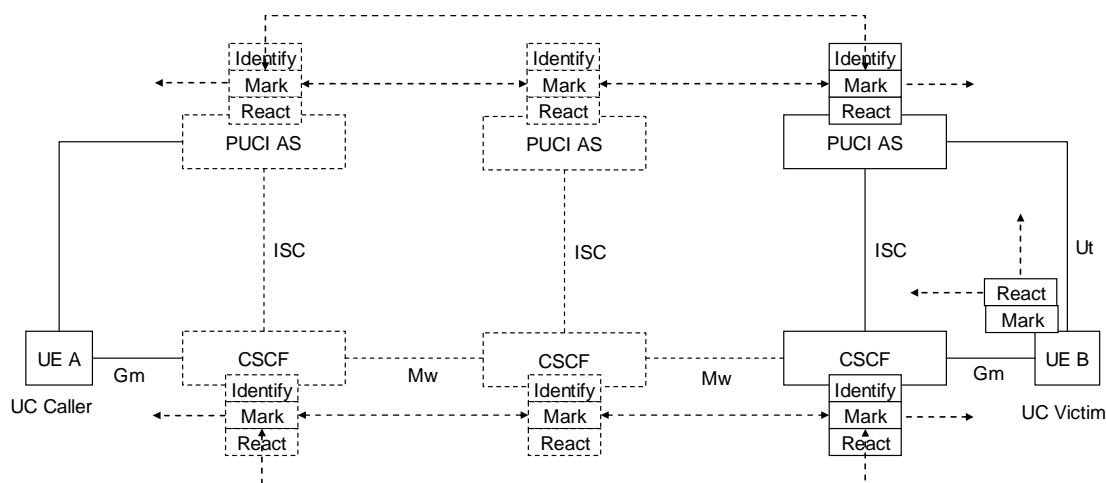 Identify
Mark
React
PUCI AS
Identify
Mark
React
PUCI AS
Identify
Mark
React
PUCI AS
ISC
ISC
ISC
Ut
React
Mark
UE A
UC Caller
Gm
CSCF
Identify
Mark
React
Mw
CSCF
Identify
Mark
React
Mw
CSCF
Identify
Mark
React
Gm
UE B
UC Victim